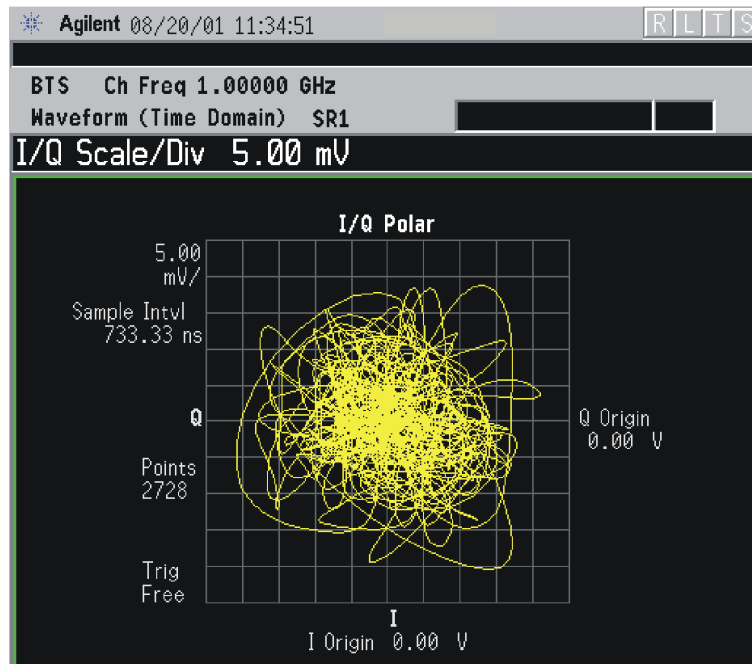 Agilent 08/20/01 11:34:51 R L T S
BTS Ch Freq 1.00000 GHz
Waveform (Time Domain) SR1
I/Q Scale/Div 5.00 mV
I/Q Polar
5.00
mV/
Sample Intvl
733.33 ns
Q
Q Origin
0.00 V
Points
2728
Trig
Free
I
I Origin 0.00 V